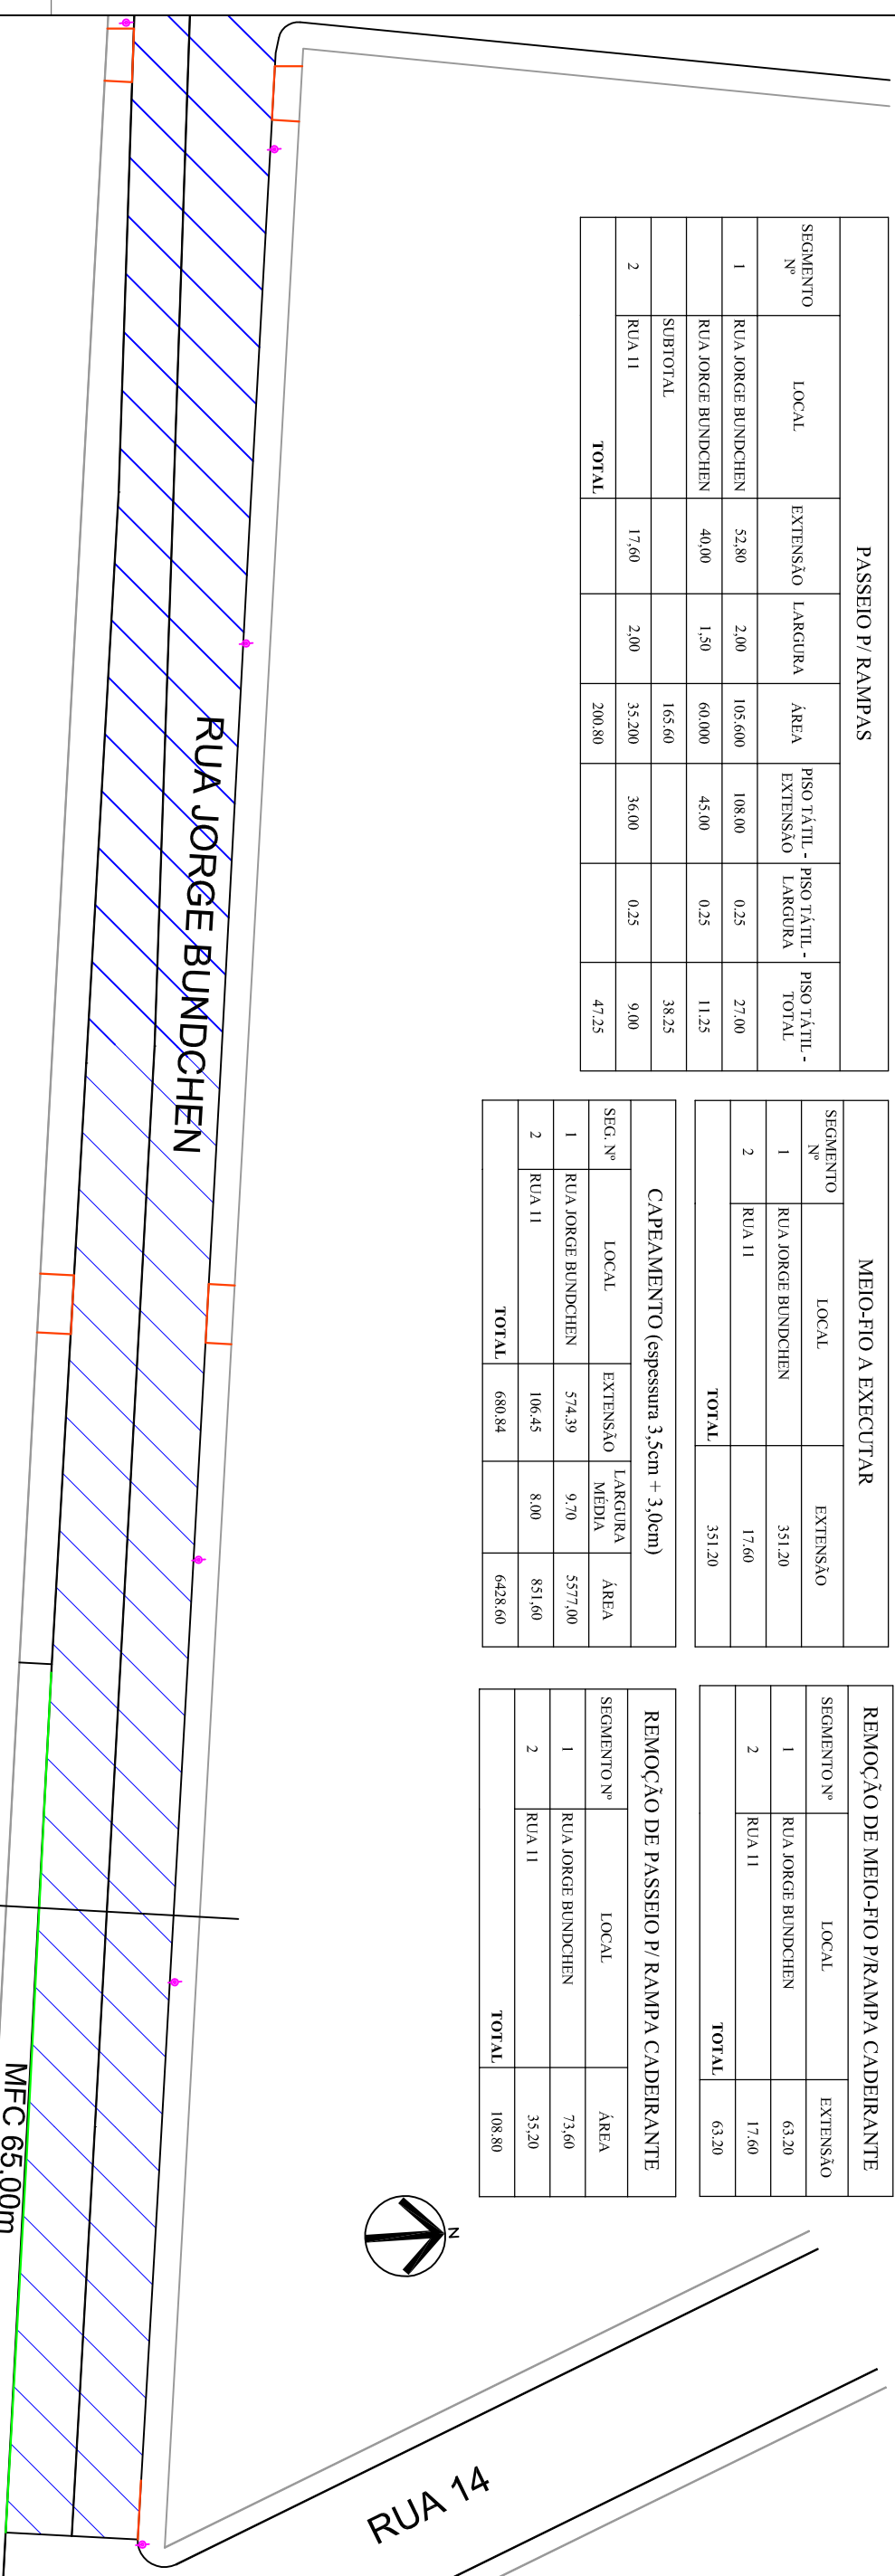 PASSEIO P/ RAMPAS
SEGMENTO Nº LOCAL EXTENSÃO LARGURA ÁREA PISO TÁTIL - EXTENSÃO PISO TÁTIL - LARGURA PISO TÁTIL - TOTAL
1 RUA JORGE BUNDCHEN 52,80 2,00 105.600 108.00 0.25 27.00
RUA JORGE BUNDCHEN 40,00 1,50 60.000 45.00 0.25 11.25
SUBTOTAL 165.60 38.25
2 RUA 11 17,60 2,00 35.200 36.00 0.25 9.00
TOTAL 200.80 47.25
MEIO-FIO A EXECUTAR
SEGMENTO Nº LOCAL EXTENSÃO
1 RUA JORGE BUNDCHEN 351.20
2 RUA 11 17.60
TOTAL 351.20
CAPEAMENTO (espessura 3,5cm + 3,0cm)
SEG. Nº LOCAL EXTENSÃO LARGURA MÉDIA ÁREA
1 RUA JORGE BUNDCHEN 574.39 9.70 5577,00
2 RUA 11 106.45 8.00 851,60
TOTAL 680.84 6428.60
REMOÇÃO DE MEIO-FIO P/RAMPA CADEIRANTE
SEGMENTO Nº LOCAL EXTENSÃO
1 RUA JORGE BUNDCHEN 63.20
2 RUA 11 17.60
TOTAL 63.20
REMOÇÃO DE PASSEIO P/ RAMPA CADEIRANTE
SEGMENTO Nº LOCAL ÁREA
1 RUA JORGE BUNDCHEN 73,60
2 RUA 11 35,20
TOTAL 108.80
RUA JORGE BUNDCHEN
N
MFC 65,00m
RUA 14